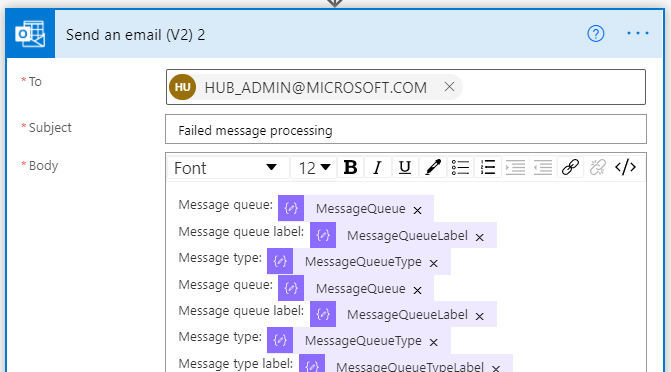 Send an email (V2) 2
? ...
* To
HU HUB_ADMIN@MICROSOFT.COM ×
* Subject
Failed message processing
* Body
Font 12 B I U </>
Message queue: MessageQueue ×
Message queue label: MessageQueueLabel ×
Message type: MessageQueueType ×
Message queue: MessageQueue ×
Message queue label: MessageQueueLabel ×
Message type: MessageQueueType ×
Message type label: MessageQueueTypeLabel ×